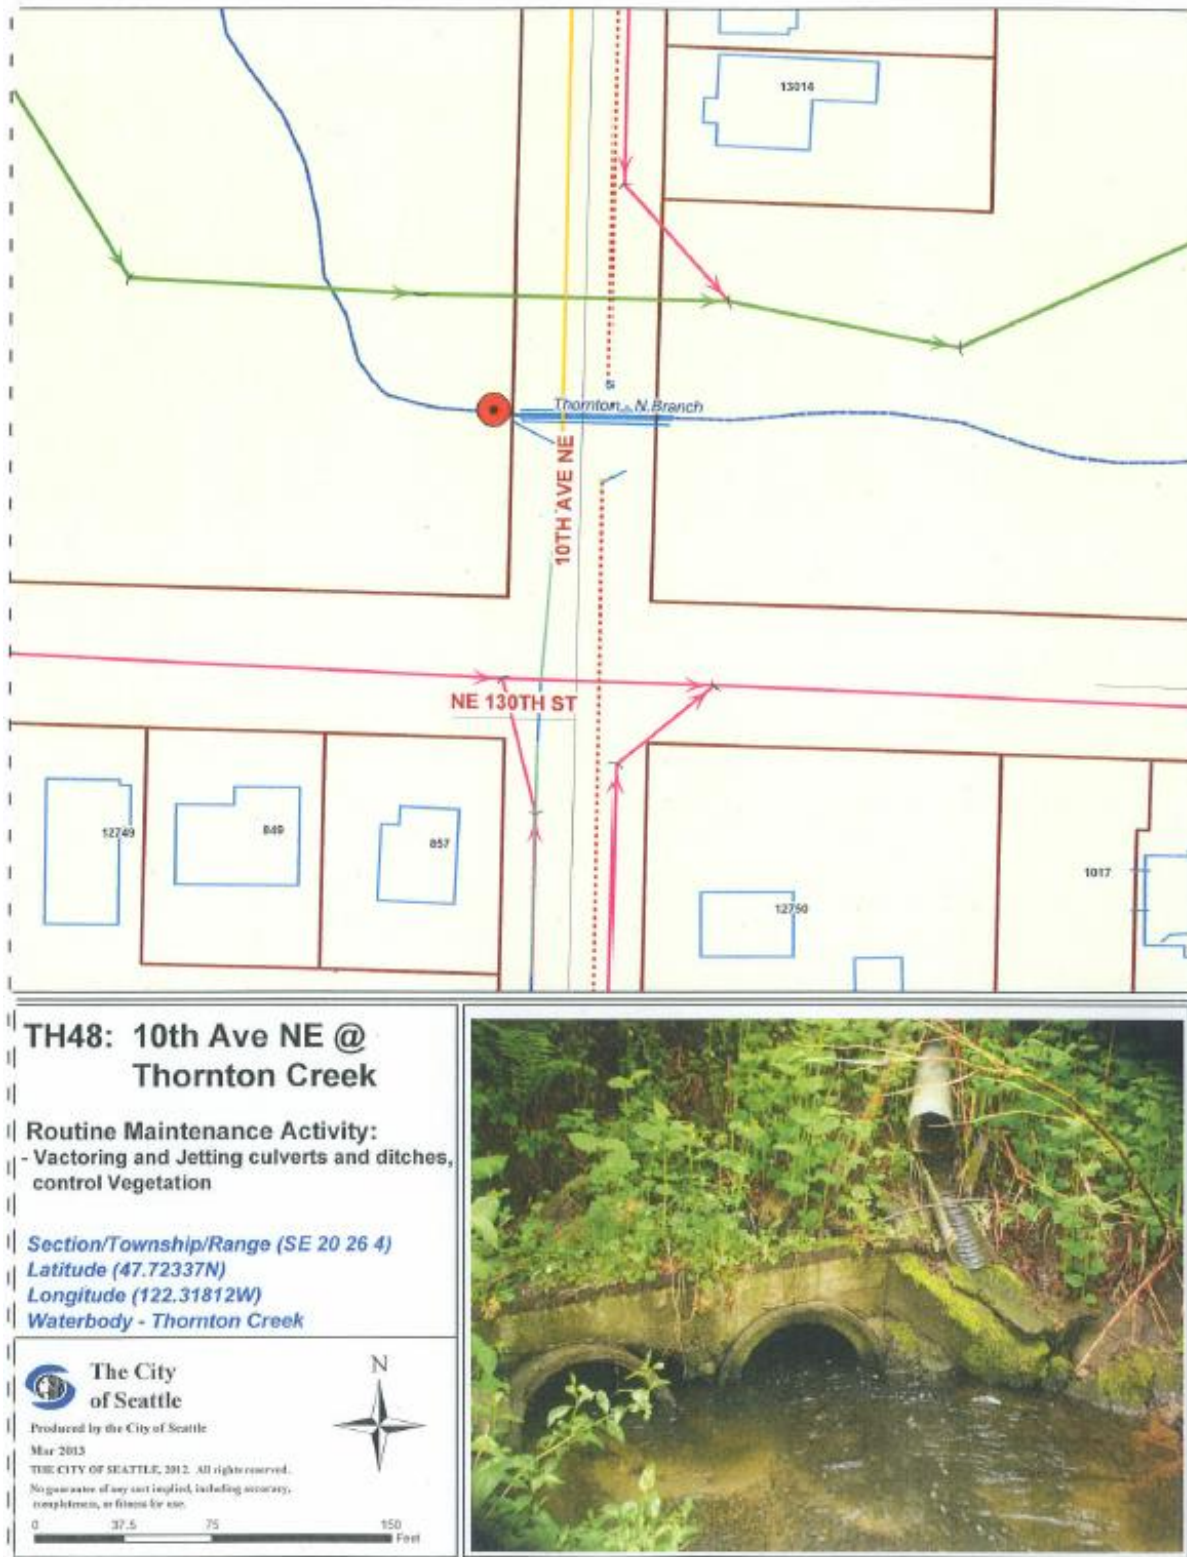 13014
S
Thornton N.Branch
10TH AVE NE
NE 130TH ST
12749
849
857
12750
1017
TH48: 10th Ave NE @
Thornton Creek
Routine Maintenance Activity:
- Vactoring and Jetting culverts and ditches,
control Vegetation
Section/Township/Range (SE 20 26 4)
Latitude (47.72337N)
Longitude (122.31812W)
Waterbody - Thornton Creek
The City
of Seattle
N
Produced by the City of Seattle
Mar 2013
THE CITY OF SEATTLE, 2012. All rights reserved.
No guarantee of any sort implied, including accuracy,
completeness, or fitness for use.
0 37.5 75 150
Feet